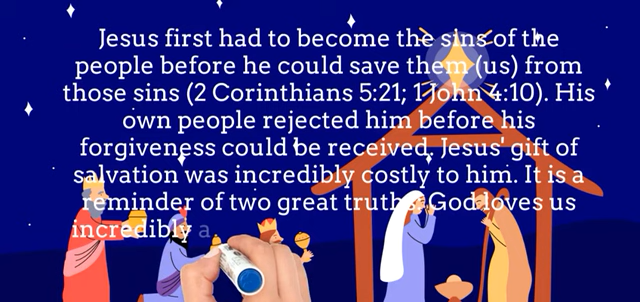 Jesus first had to become the sins of the
people before he could save them (us) from
those sins (2 Corinthians 5:21; 1 John 4:10). His
own people rejected him before his
forgiveness could be received. Jesus' gift of
salvation was incredibly costly to him. It is a
reminder of two great truths. God loves us
incredibly a